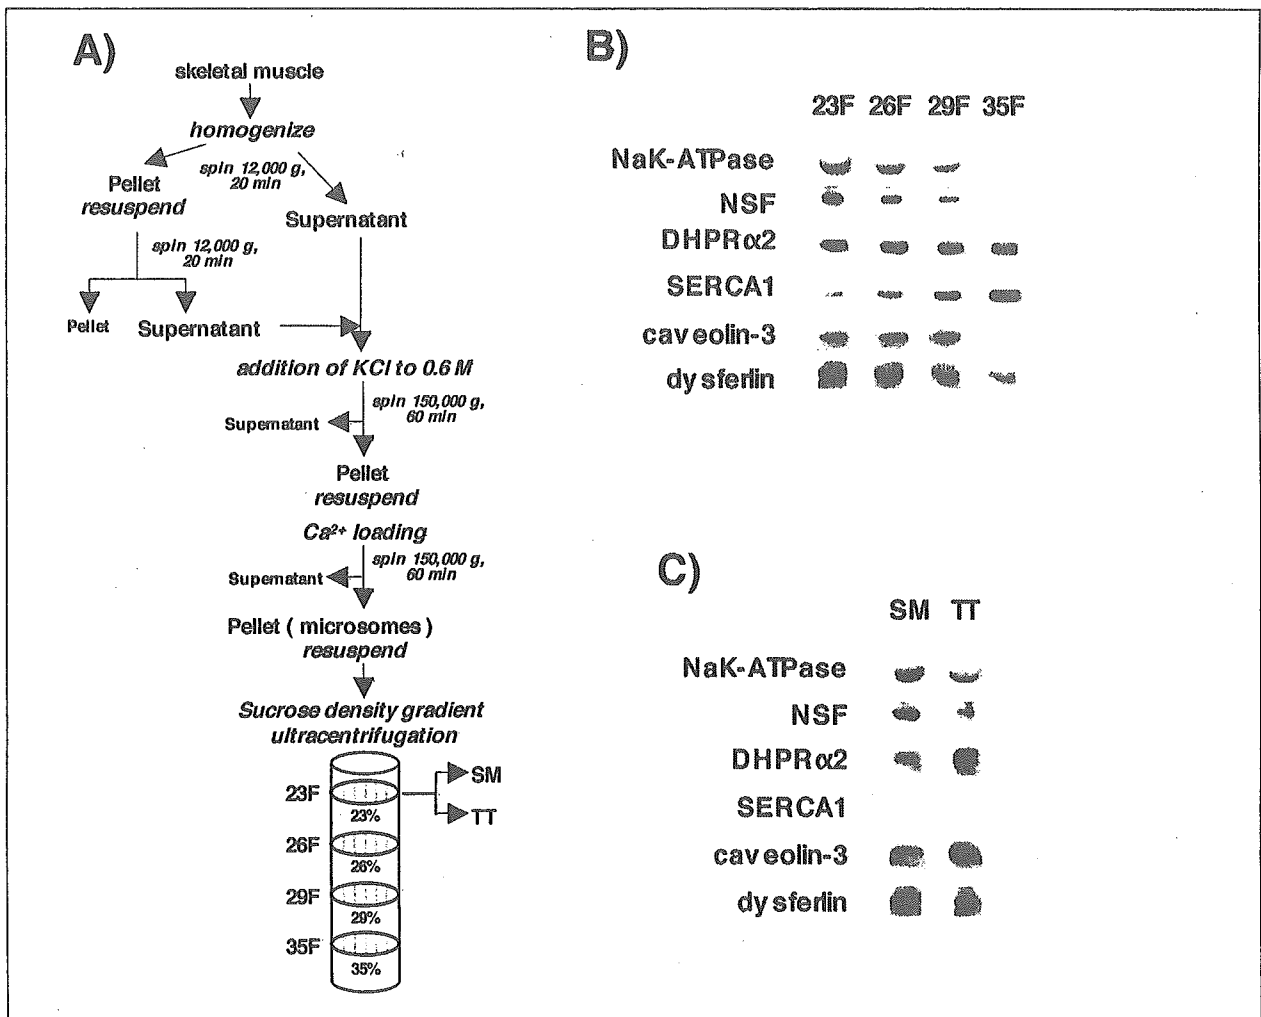 A)
skeletal muscle
homogenize
spin 12,000 g,
20 min
Pellet
resuspend
Supernatant
spin 12,000 g,
20 min
Pellet
Supernatant
addition of KCl to 0.6 M
spin 150,000 g,
60 min
Supernatant
Pellet
resuspend
Ca²⁺ loading
spin 150,000 g,
60 min
Supernatant
Pellet ( microsomes )
resuspend
Sucrose density gradient
ultracentrifugation
23F
23%
SM
TT
26F
26%
29F
29%
35F
35%
B)
23F 26F 29F 35F
NaK-ATPase
NSF
DHPRα2
SERCA1
caveolin-3
dysferlin
C)
SM TT
NaK-ATPase
NSF
DHPRα2
SERCA1
caveolin-3
dysferlin